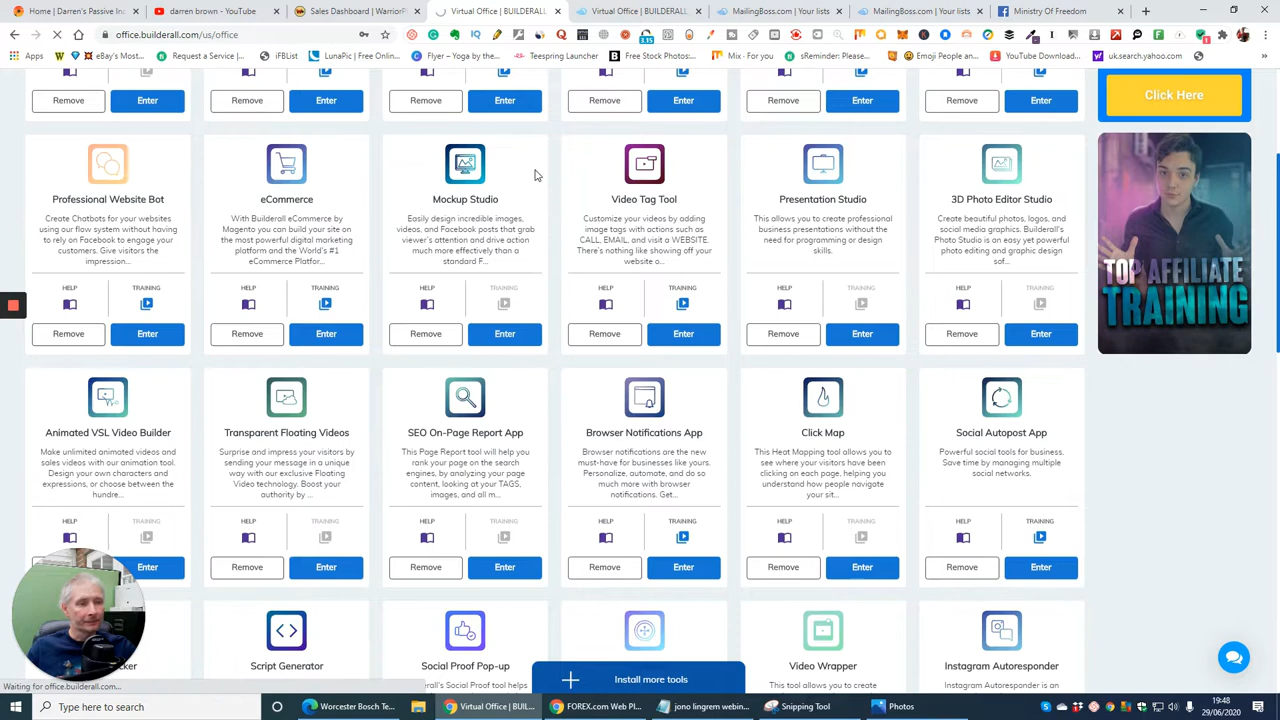 Darren's Passive Inc
darren brown - YouTube
Sales Dashboard | WarriorP
Virtual Office | BUILDERALL
Virtual Office | BUILDERALL
MailingBoss.com | Your lists
MailingBoss.com | Your lists
Ministry Of Freedom
office.builderall.com/us/office
Apps
eBay's Most...
Request a Service |...
iFBList
LunaPic | Free Onlin...
Flyer – Yoga by the...
Teespring Launcher
Free Stock Photos:...
Mix - For you
sReminder: Please...
Emoji People and...
YouTube Download...
uk.search.yahoo.com
Remove Enter Remove Enter Remove Enter Remove Enter Remove Enter Remove Enter
Click Here
Professional Website Bot
Create Chatbots for your websites
using our flow system without having
to rely on Facebook to engage your
customers. Give visitors the
impression...
HELP TRAINING
Remove Enter
eCommerce
With Builderall eCommerce by
Magento you can build your site on
the most powerful digital marketing
platform and the World's #1
eCommerce Platfor...
HELP TRAINING
Remove Enter
Mockup Studio
Easily design incredible images,
videos, and Facebook posts that grab
viewer's attention and drive action
much more effectively than a
standard F...
HELP TRAINING
Remove Enter
Video Tag Tool
Customize your videos by adding
image tags with actions such as
CALL, EMAIL, and visit a WEBSITE.
There's nothing like showing off your
website o...
HELP TRAINING
Remove Enter
Presentation Studio
This allows you to create professional
business presentations without the
need for programming or design
skills.
HELP TRAINING
Remove Enter
3D Photo Editor Studio
Create beautiful photos, logos, and
social media graphics. Builderall's
Photo Studio is an easy yet powerful
photo editing and graphic design
sof...
HELP TRAINING
Remove Enter
TOP AFFILIATE
TRAINING
Animated VSL Video Builder
Make unlimited animated videos and
sales videos with our animation tool.
Design your own characters and
expressions, or choose between the
hundre...
HELP TRAINING
Enter
Transparent Floating Videos
Surprise and impress your visitors by
sending your message in a unique
way with our exclusive Floating
Video technology. Boost your
authority by ...
HELP TRAINING
Remove Enter
SEO On-Page Report App
This Page Report tool will help you
rank your page on the search
engines, by analyzing your page
content, looking at your TAGS,
images, and all m...
HELP TRAINING
Remove Enter
Browser Notifications App
Browser notifications are the new
must-have for businesses like yours.
Personalize, automate, and do so
much more with browser
notifications. Get...
HELP TRAINING
Remove Enter
Click Map
This Heat Mapping tool allows you to
see where your visitors have been
clicking on each page, helping you
understand how people navigate
your sit...
HELP TRAINING
Remove Enter
Social Autopost App
Powerful social tools for business.
Save time by managing multiple
social networks.
HELP TRAINING
Remove Enter
Script Generator
Social Proof Pop-up
Video Wrapper
Instagram Autoresponder
Install more tools
Waiting for office.builderall.com...
Type here to search
Worcester Bosch Te...
Virtual Office | BUIL...
FOREX.com Web Pl...
jono lingrem webin...
Snipping Tool
Photos
19:48
29/06/2020